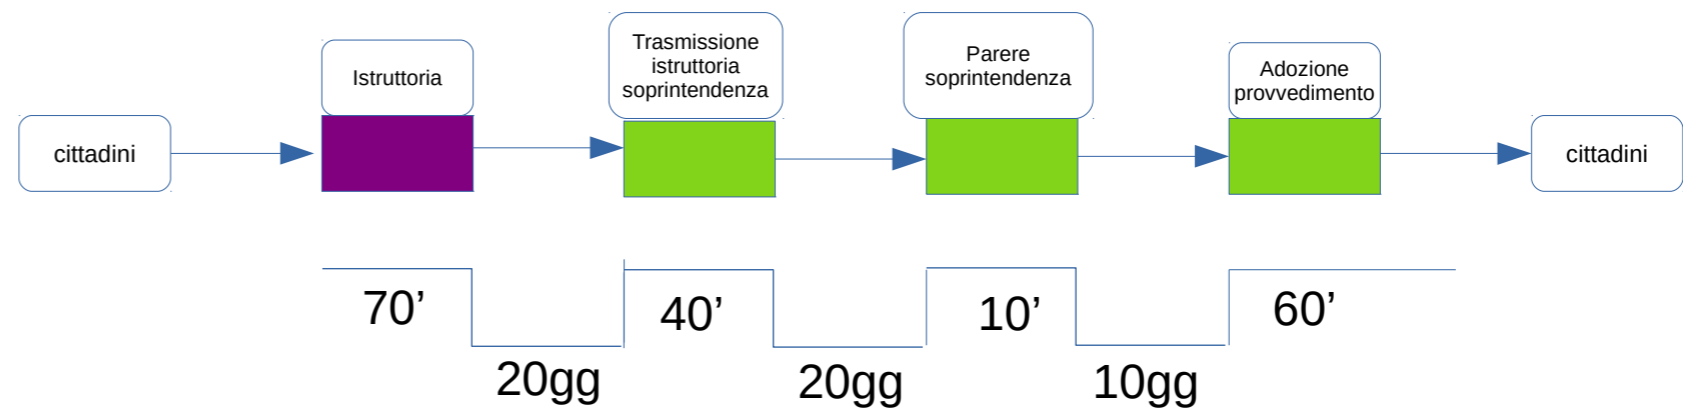 cittadini
Istruttoria
Trasmissione
istruttoria
soprintendenza
Parere
soprintendenza
Adozione
provvedimento
cittadini
70’
40’
10’
60’
20gg
20gg
10gg